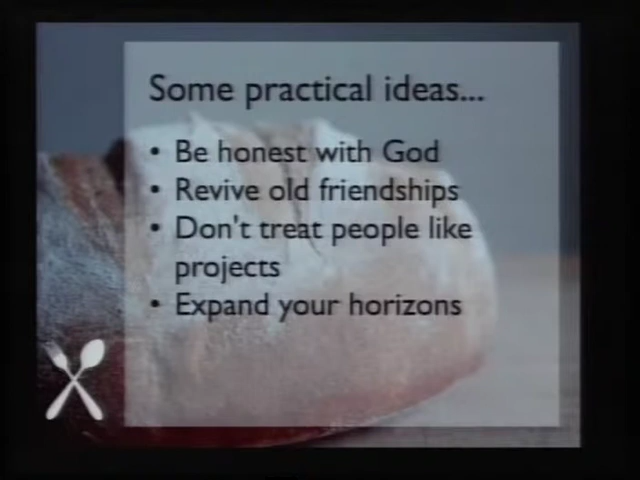 Some practical ideas...
• Be honest with God
• Revive old friendships
• Don't treat people like
projects
• Expand your horizons